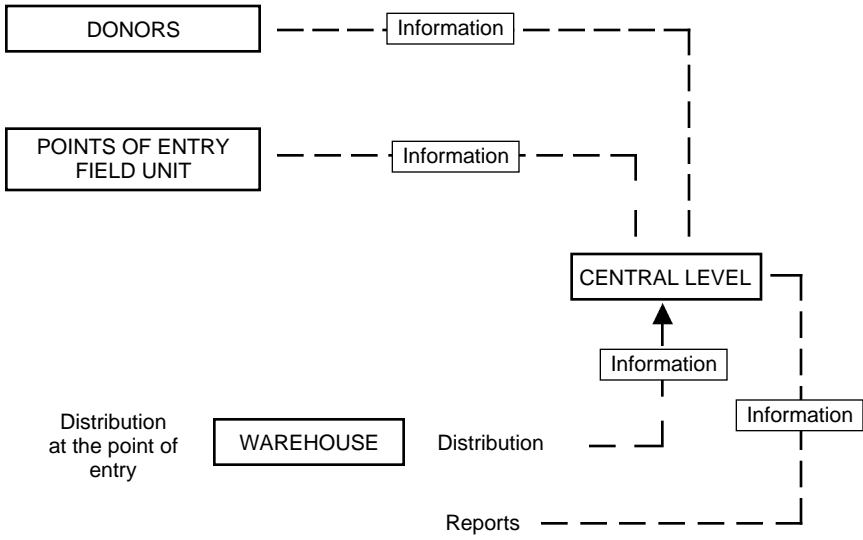 DONORS
Information
POINTS OF ENTRY
FIELD UNIT
Information
CENTRAL LEVEL
Information
Information
Distribution
at the point of
entry
WAREHOUSE
Distribution
Reports